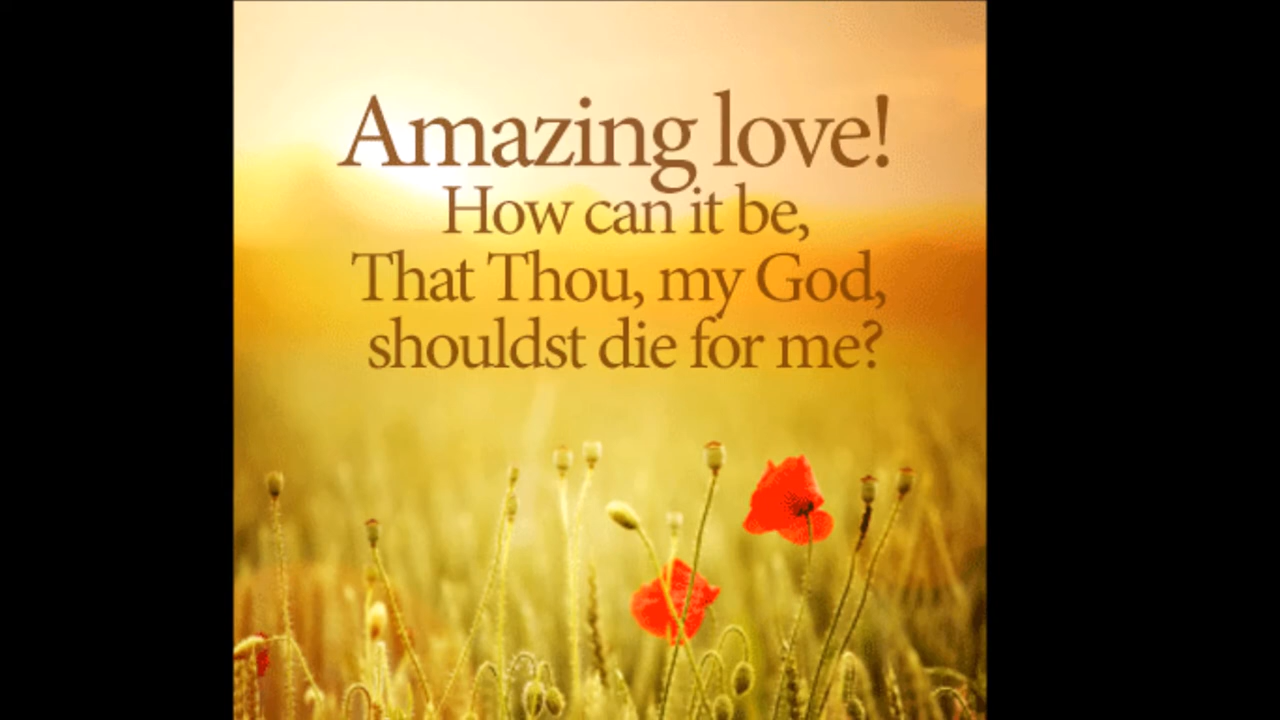 Amazing love!
How can it be,
That Thou, my God,
shouldst die for me?